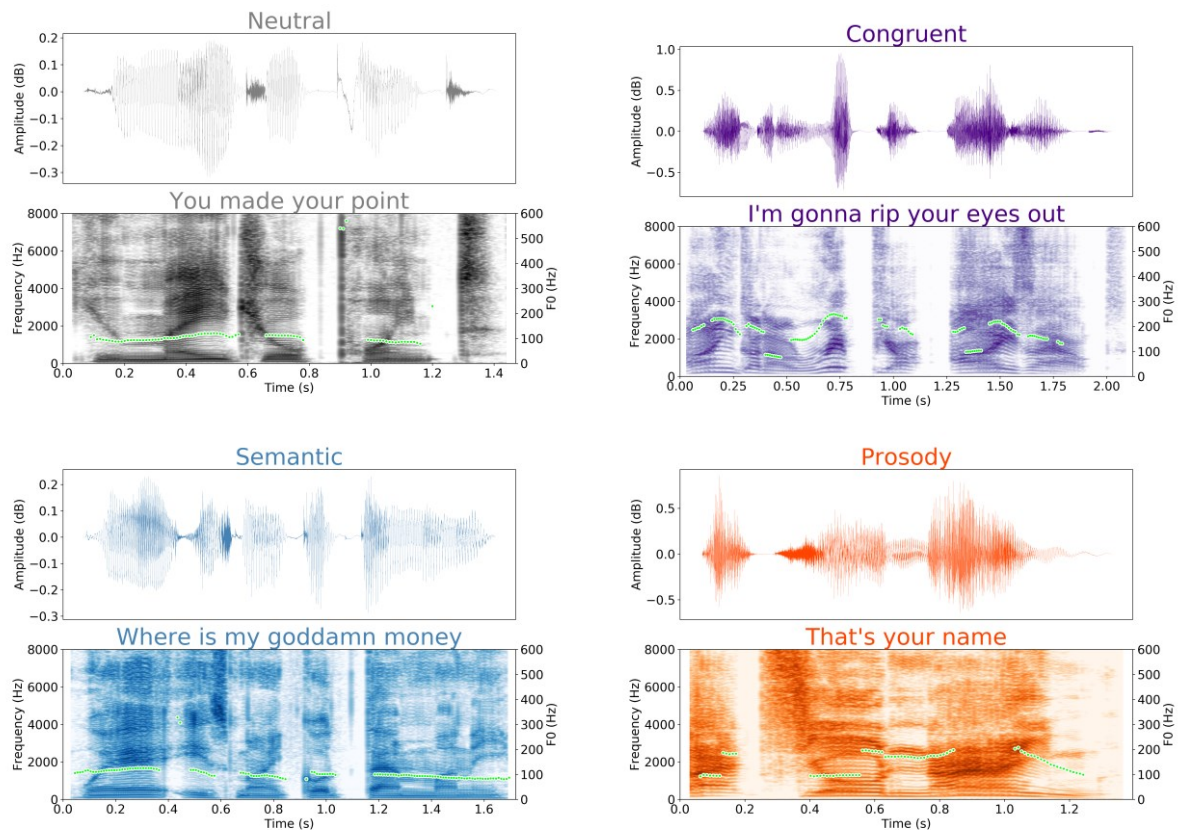 Neutral
0.2
0.1
0.0
−0.1
−0.2
−0.3
Amplitude (dB)
You made your point
8000
6000
4000
2000
0
Frequency (Hz)
600
500
400
300
200
100
0
F0 (Hz)
0.0 0.2 0.4 0.6 0.8 1.0 1.2 1.4
Time (s)
Congruent
1.0
0.5
0.0
−0.5
Amplitude (dB)
I'm gonna rip your eyes out
8000
6000
4000
2000
0
Frequency (Hz)
600
500
400
300
200
100
0
F0 (Hz)
0.00 0.25 0.50 0.75 1.00 1.25 1.50 1.75 2.00
Time (s)
Semantic
0.2
0.1
0.0
−0.1
−0.2
−0.3
Amplitude (dB)
Where is my goddamn money
8000
6000
4000
2000
0
Frequency (Hz)
600
500
400
300
200
100
0
F0 (Hz)
0.0 0.2 0.4 0.6 0.8 1.0 1.2 1.4 1.6
Time (s)
Prosody
0.5
0.0
−0.5
Amplitude (dB)
That's your name
8000
6000
4000
2000
0
Frequency (Hz)
600
500
400
300
200
100
0
F0 (Hz)
0.0 0.2 0.4 0.6 0.8 1.0 1.2
Time (s)